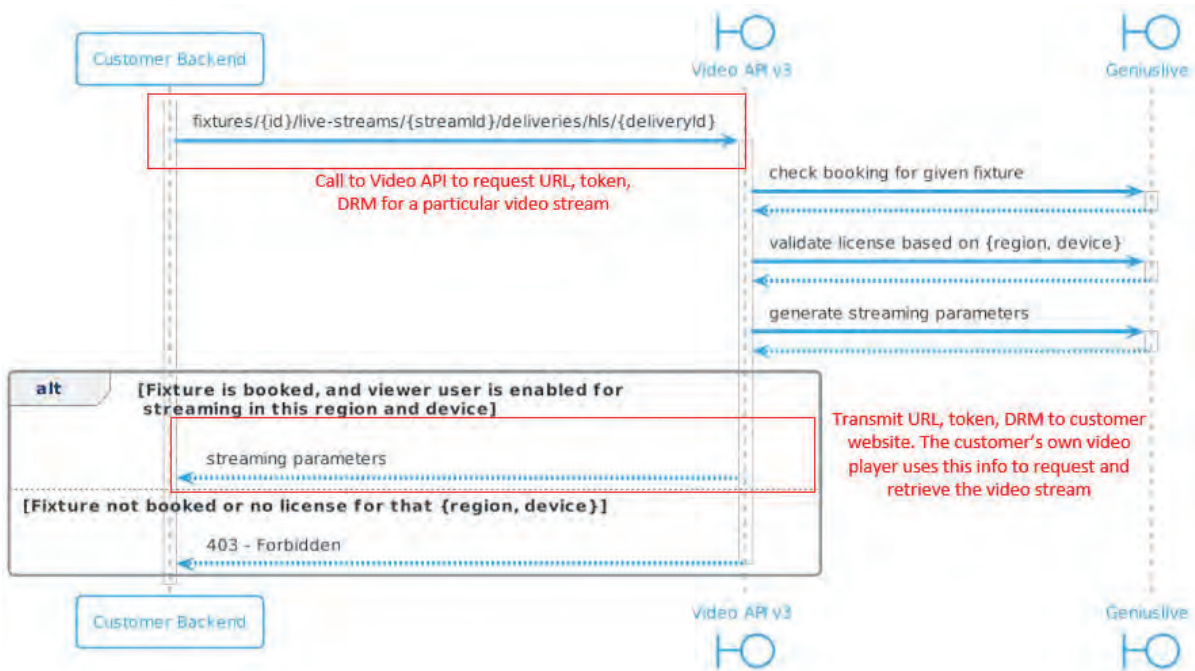 Customer Backend
Video API v3
Geniuslive
fixtures/{id}/live-streams/{streamId}/deliveries/hls/{deliveryId}
Call to Video API to request URL, token,
DRM for a particular video stream
check booking for given fixture
validate license based on {region, device}
generate streaming parameters
alt
[Fixture is booked, and viewer user is enabled for
streaming in this region and device]
Transmit URL, token, DRM to customer
website. The customer's own video
player uses this info to request and
retrieve the video stream
streaming parameters
[Fixture not booked or no license for that {region, device}]
403 - Forbidden
Customer Backend
Video API v3
Geniuslive